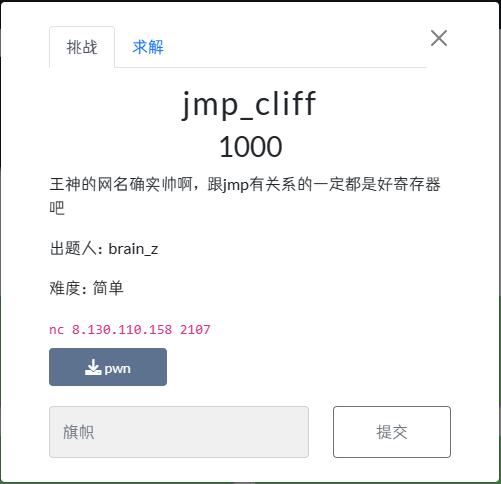 挑战
求解
jmp_cliff
1000
王神的网名确实帅啊，跟jmp有关系的一定都是好寄存器
吧
出题人: brain_z
难度: 简单
nc 8.130.110.158 2107
pwn
旗帜
提交